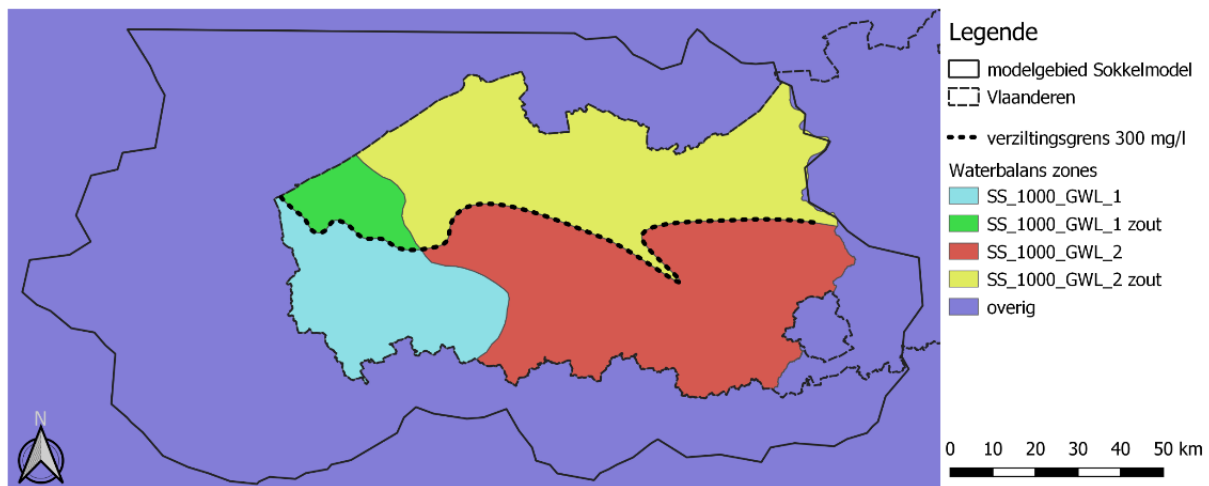 Legende
modelgebied Sokkelmodel
Vlaanderen
verziltingsgrens 300 mg/l
Waterbalans zones
SS_1000_GWL_1
SS_1000_GWL_1 zout
SS_1000_GWL_2
SS_1000_GWL_2 zout
overig
N
0 10 20 30 40 50 km